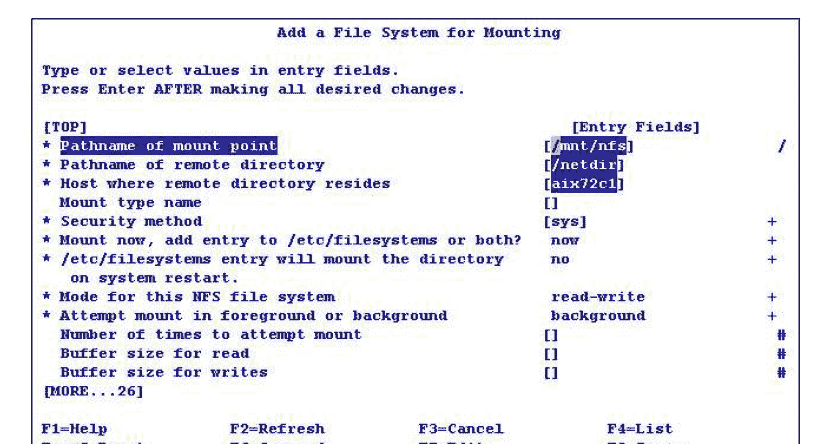 Add a File System for Mounting
Type or select values in entry fields.
Press Enter AFTER making all desired changes.
[TOP] [Entry Fields]
* Pathname of mount point [/mnt/nfs] /
* Pathname of remote directory [/netdir]
* Host where remote directory resides [aix72c1]
Mount type name []
* Security method [sys] +
* Mount now, add entry to /etc/filesystems or both? now +
* /etc/filesystems entry will mount the directory no +
on system restart.
* Mode for this NFS file system read-write +
* Attempt mount in foreground or background background +
Number of times to attempt mount [] #
Buffer size for read [] #
Buffer size for writes [] #
[MORE...26]
F1=Help F2=Refresh F3=Cancel F4=List